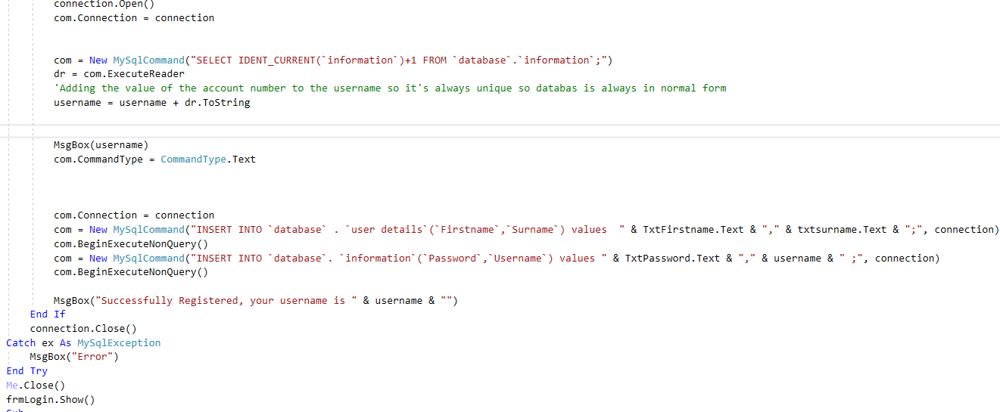 connection.Open()
com.Connection = connection
com = New MySqlCommand("SELECT IDENT_CURRENT(`information`)+1 FROM `database`.`information`;")
dr = com.ExecuteReader
'Adding the value of the account number to the username so it's always unique so databas is always in normal form
username = username + dr.ToString
MsgBox(username)
com.CommandType = CommandType.Text
com.Connection = connection
com = New MySqlCommand("INSERT INTO `database` . `user details`(`Firstname`,`Surname`) values  " & TxtFirstname.Text & "," & txtsurname.Text & ";", connection)
com.BeginExecuteNonQuery()
com = New MySqlCommand("INSERT INTO `database`. `information`(`Password`,`Username`) values " & TxtPassword.Text & "," & username & " ;", connection)
com.BeginExecuteNonQuery()
MsgBox("Successfully Registered, your username is " & username & "")
End If
connection.Close()
Catch ex As MySqlException
MsgBox("Error")
End Try
Me.Close()
frmLogin.Show()